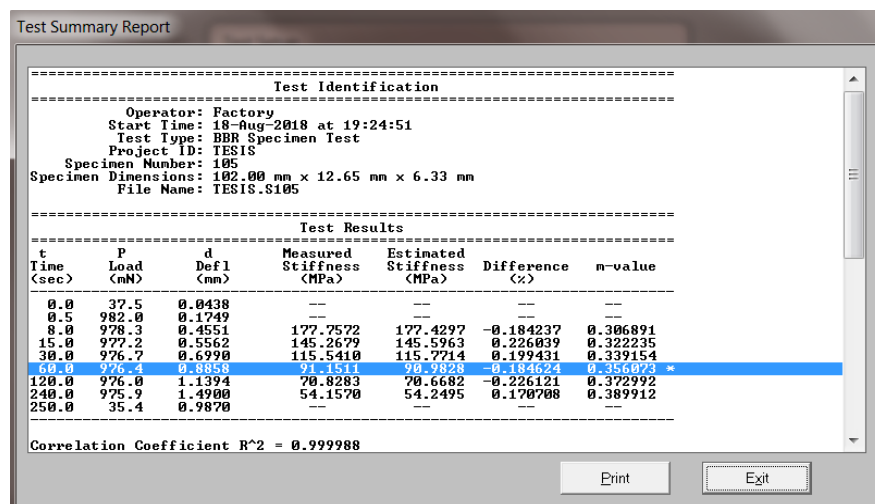 Test Summary Report
================================================================================
Test Identification
================================================================================
Operator: Factory
Start Time: 18-Aug-2018 at 19:24:51
Test Type: BBR Specimen Test
Project ID: TESIS
Specimen Number: 105
Specimen Dimensions: 102.00 mm x 12.65 mm x 6.33 mm
File Name: TESIS.S105
================================================================================
Test Results
================================================================================
t P d Measured Estimated
Time Load Defl Stiffness Stiffness Difference m-value
(sec) (mN) (mm) (MPa) (MPa) (%)
--------------------------------------------------------------------------------
0.0 37.5 0.0438 -- -- -- --
0.5 982.0 0.1749 -- -- -- --
8.0 978.3 0.4551 177.7572 177.4297 -0.184237 0.306891
15.0 977.2 0.5562 145.2679 145.5963 0.226039 0.322235
30.0 976.7 0.6990 115.5410 115.7714 0.199431 0.339154
60.0 976.4 0.8858 91.1511 90.9828 -0.184624 0.356073 *
120.0 976.0 1.1394 70.8283 70.6682 -0.226121 0.372992
240.0 975.9 1.4900 54.1570 54.2495 0.170708 0.389912
250.0 35.4 0.9870 -- -- -- --
--------------------------------------------------------------------------------
Correlation Coefficient R^2 = 0.999988
Print Exit